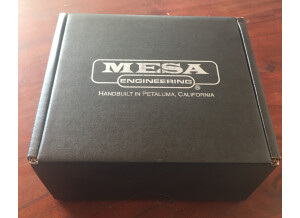 MESA
ENGINEERING
®
HANDBUILT IN PETALUMA, CALIFORNIA